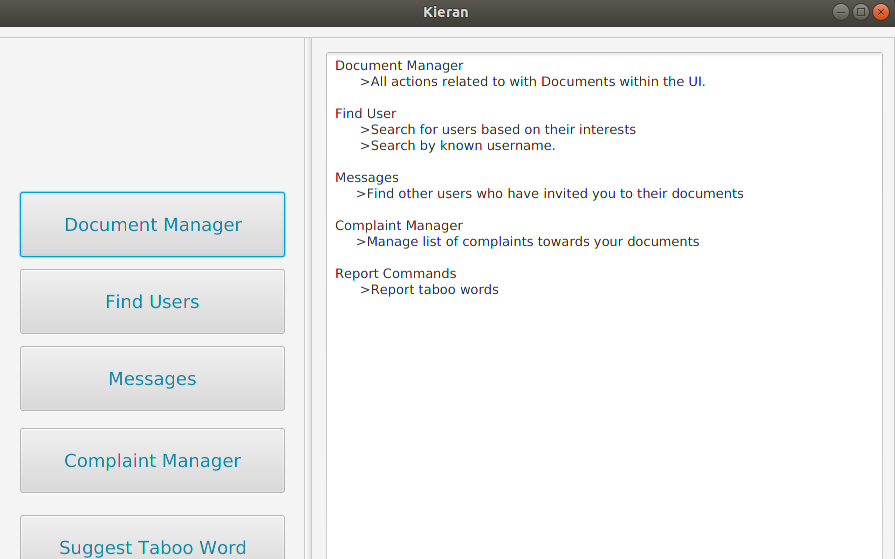 Kieran
Document Manager
Find Users
Messages
Complaint Manager
Suggest Taboo Word
Document Manager
>All actions related to with Documents within the UI.
Find User
>Search for users based on their interests
>Search by known username.
Messages
>Find other users who have invited you to their documents
Complaint Manager
>Manage list of complaints towards your documents
Report Commands
>Report taboo words